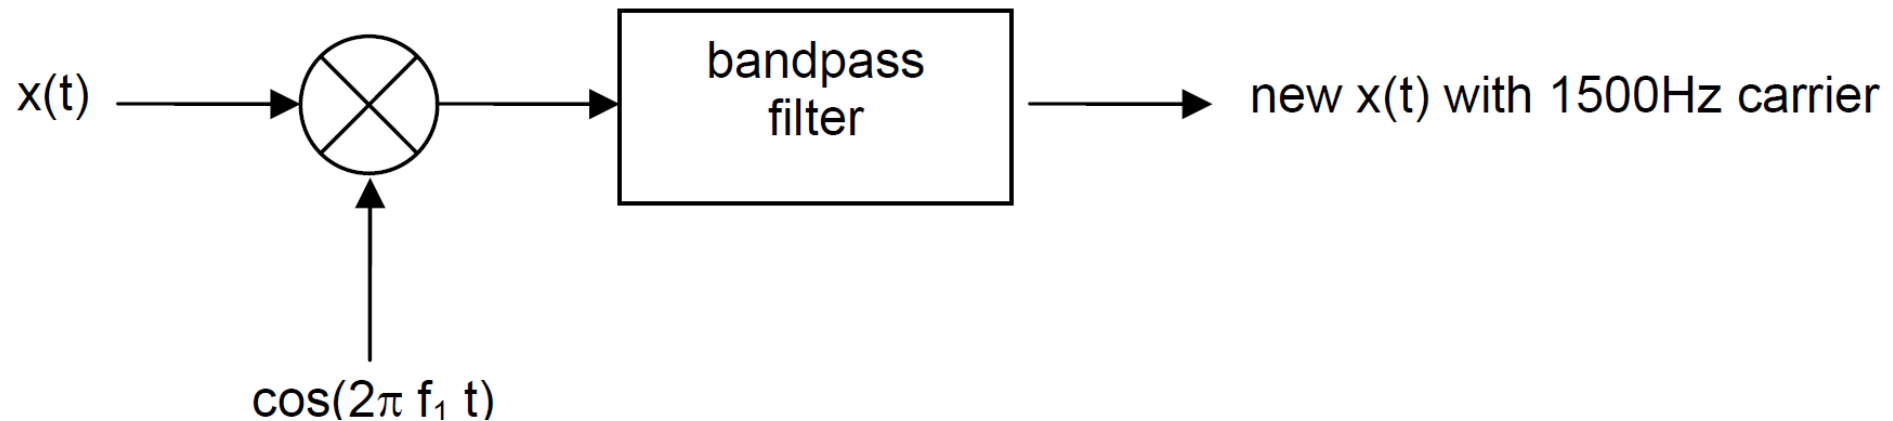 x(t)
bandpass
filter
new x(t) with 1500Hz carrier
cos(2π f₁ t)